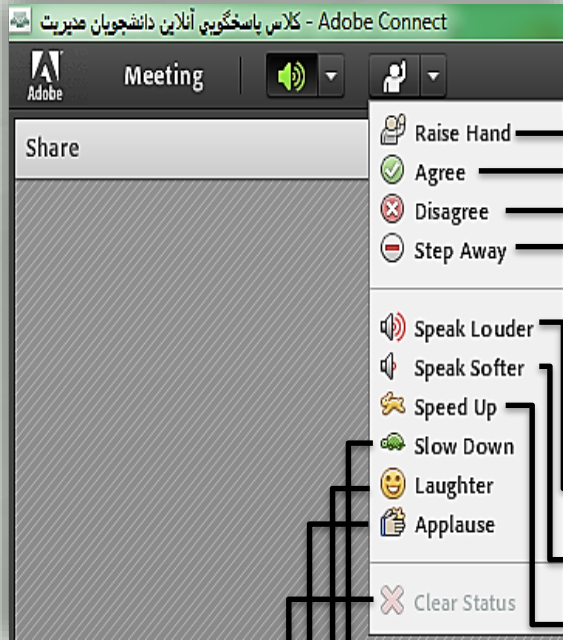 کلاس پاسخگویی آنلاین دانشجویان مدیریت - Adobe Connect
Adobe
Meeting
Share
Raise Hand
Agree
Disagree
Step Away
Speak Louder
Speak Softer
Speed Up
Slow Down
Laughter
Applause
Clear Status